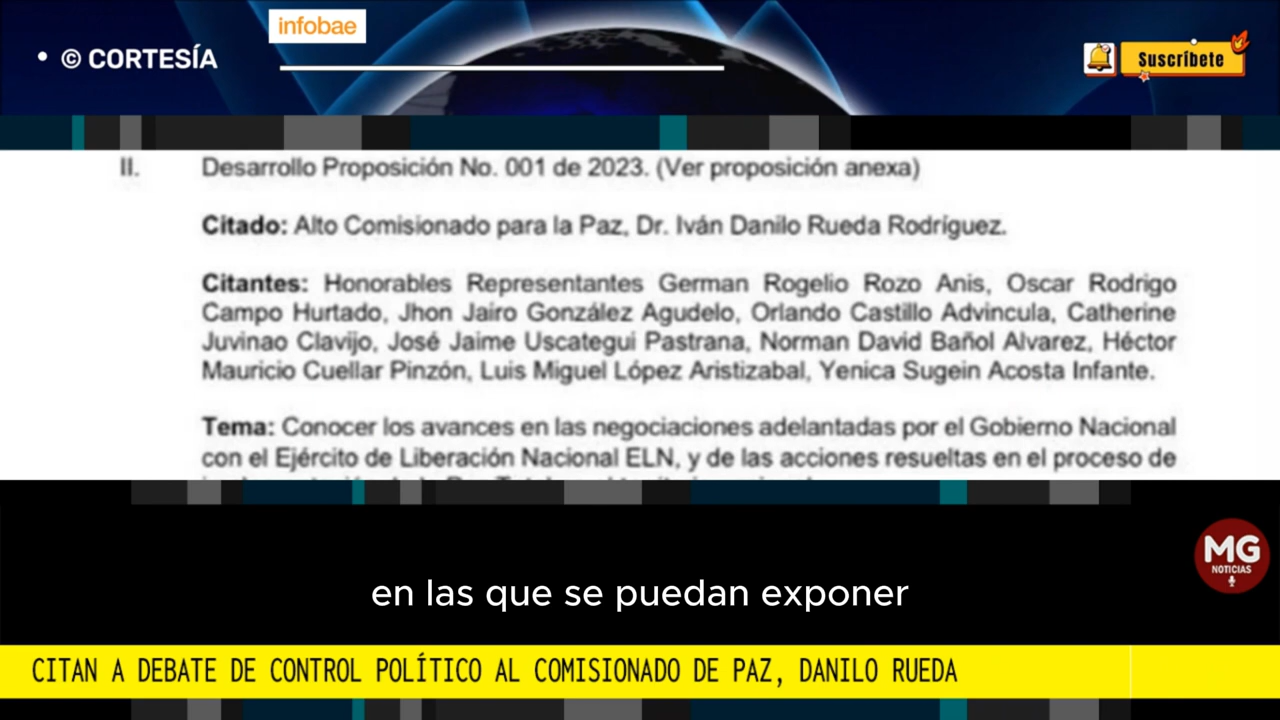 infobae
• © CORTESÍA
Suscríbete
II. Desarrollo Proposición No. 001 de 2023. (Ver proposición anexa)
Citado: Alto Comisionado para la Paz, Dr. Iván Danilo Rueda Rodríguez.
Citantes: Honorables Representantes German Rogelio Rozo Anis, Oscar Rodrigo
Campo Hurtado, Jhon Jairo González Agudelo, Orlando Castillo Advincula, Catherine
Juvinao Clavijo, José Jaime Uscategui Pastrana, Norman David Bañol Alvarez, Héctor
Mauricio Cuellar Pinzón, Luis Miguel López Aristizabal, Yenica Sugein Acosta Infante.
Tema: Conocer los avances en las negociaciones adelantadas por el Gobierno Nacional
con el Ejército de Liberación Nacional ELN, y de las acciones resueltas en el proceso de
MG
NOTICIAS
en las que se puedan exponer
CITAN A DEBATE DE CONTROL POLÍTICO AL COMISIONADO DE PAZ, DANILO RUEDA